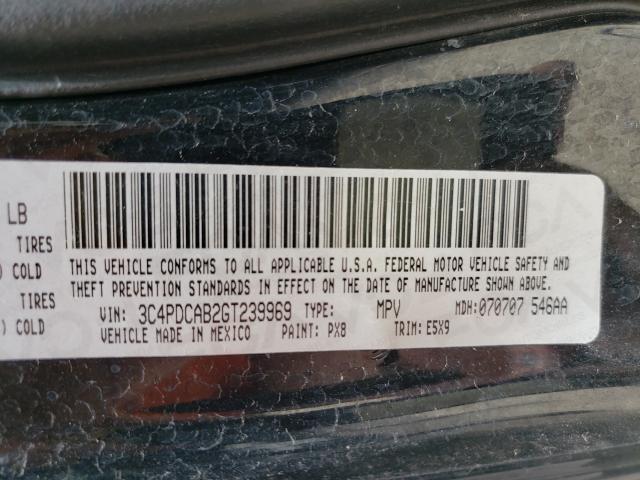 LB
TIRES
) COLD
TIRES
) COLD
THIS VEHICLE CONFORMS TO ALL APPLICABLE U.S.A. FEDERAL MOTOR VEHICLE SAFETY AND
THEFT PREVENTION STANDARDS IN EFFECT ON THE DATE OF MANUFACTURE SHOWN ABOVE.
VIN: 3C4PDCAB2GT239969 TYPE: MPV MDH:070707 546AA
VEHICLE MADE IN MEXICO PAINT: PX8 TRIM: E5X9